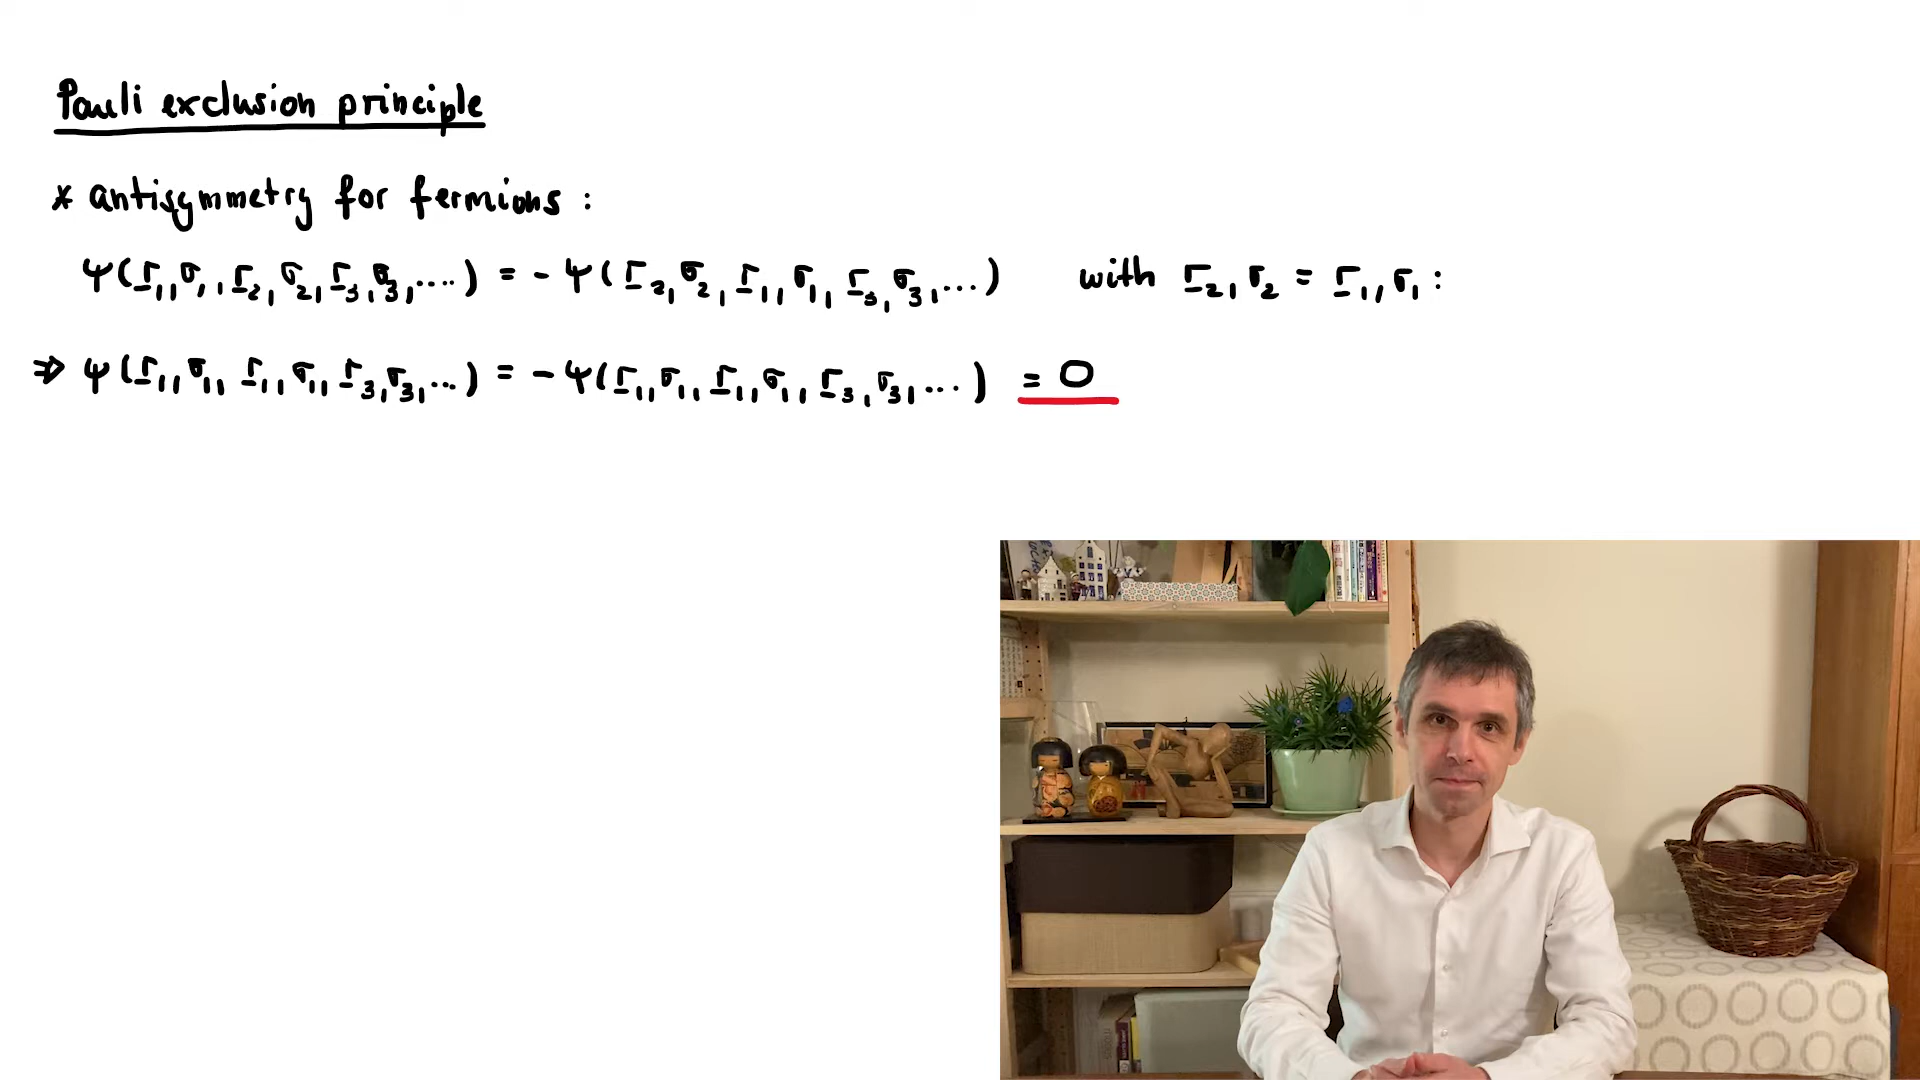 Pauli exclusion principle
* antisymmetry for fermions :
ψ(r₁,σ₁,r₂,σ₂,r₃,σ₃,....) = -ψ(r₂,σ₂,r₁,σ₁,r₃,σ₃,...) with r₂,σ₂ = r₁,σ₁ :
⇒ ψ(r₁,σ₁,r₁,σ₁,r₃,σ₃,...) = -ψ(r₁,σ₁,r₁,σ₁,r₃,σ₃,...) = 0